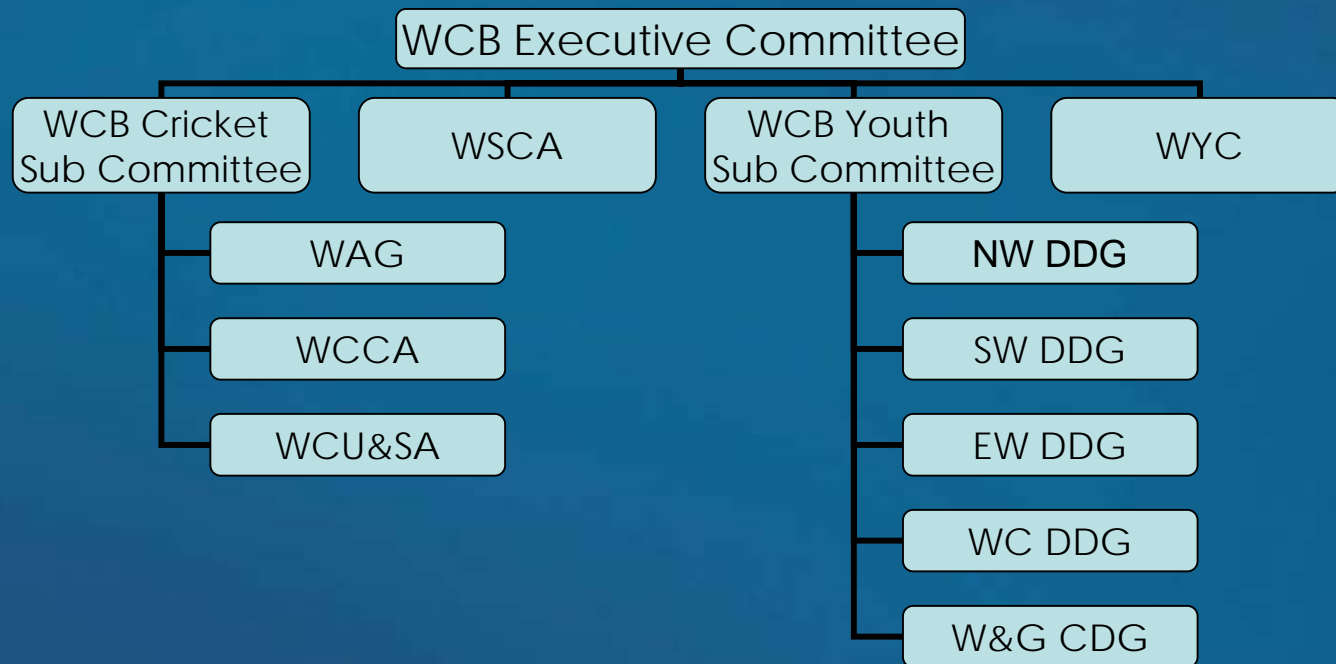 WCB Executive Committee
WCB Cricket
Sub Committee
WSCA
WCB Youth
Sub Committee
WYC
WAG
WCCA
WCU&SA
NW DDG
SW DDG
EW DDG
WC DDG
W&G CDG